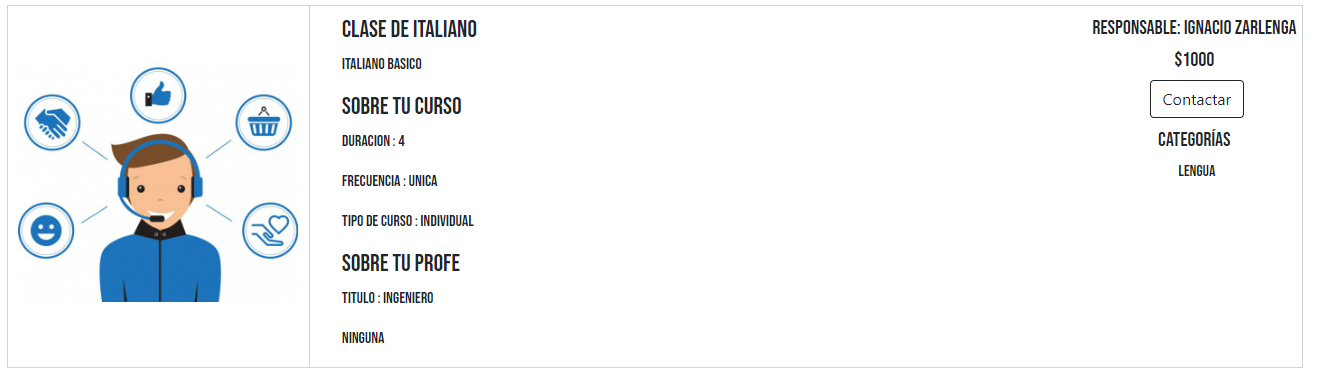 CLASE DE ITALIANO
ITALIANO BASICO
SOBRE TU CURSO
DURACION : 4
FRECUENCIA : UNICA
TIPO DE CURSO : INDIVIDUAL
SOBRE TU PROFE
TITULO : INGENIERO
NINGUNA
RESPONSABLE: IGNACIO ZARLENGA
$1000
Contactar
CATEGORÍAS
LENGUA